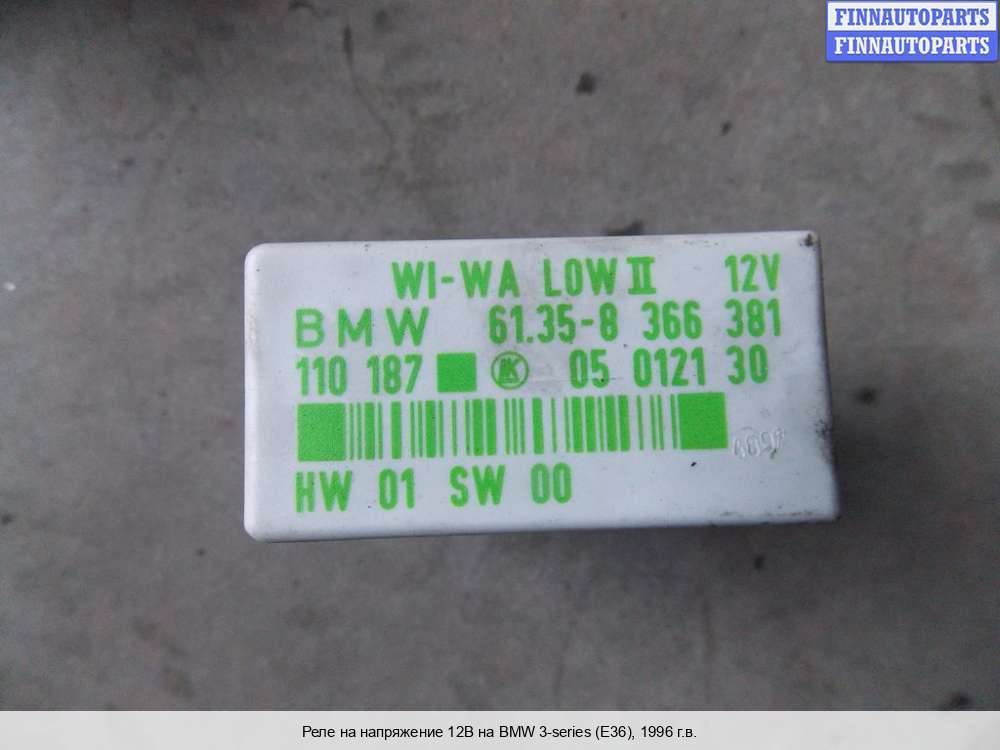 FINNAUTOPARTS
FINNAUTOPARTS
WI-WA LOW II 12V
BMW 61.35-8 366 381
110 187 K 05 0121 30
HW 01 SW 00
Реле на напряжение 12В на BMW 3-series (E36), 1996 г.в.